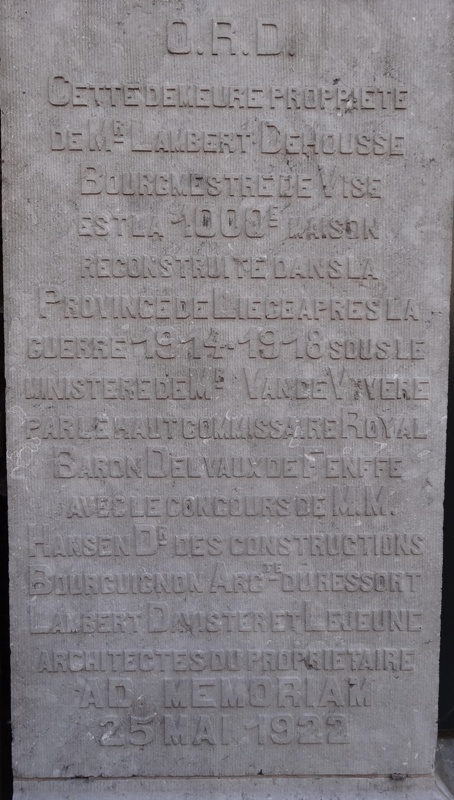 O.R.D.
CETTE DEMEURE PROPRIETE
DE MR LAMBERT DEHOUSSE
BOURGMESTRE DE VISE
EST LA 1000E MAISON
RECONSTRUITE DANS LA
PROVINCE DE LIEGE APRES LA
GUERRE 1914-1918 SOUS LE
MINISTERE DE MR VANDE VYVERE
PAR LE HAUT COMMISSAIRE ROYAL
BARON DELVAUX DE FENFFE
AVEC LE CONCOURS DE M.M.
HANSEN DR DES CONSTRUCTIONS
BOURGUIGNON ARCTE DU RESSORT
LAMBERT DAVISTER ET LEJEUNE
ARCHITECTES DU PROPRIETAIRE
AD MEMORIAM
25 MAI 1922